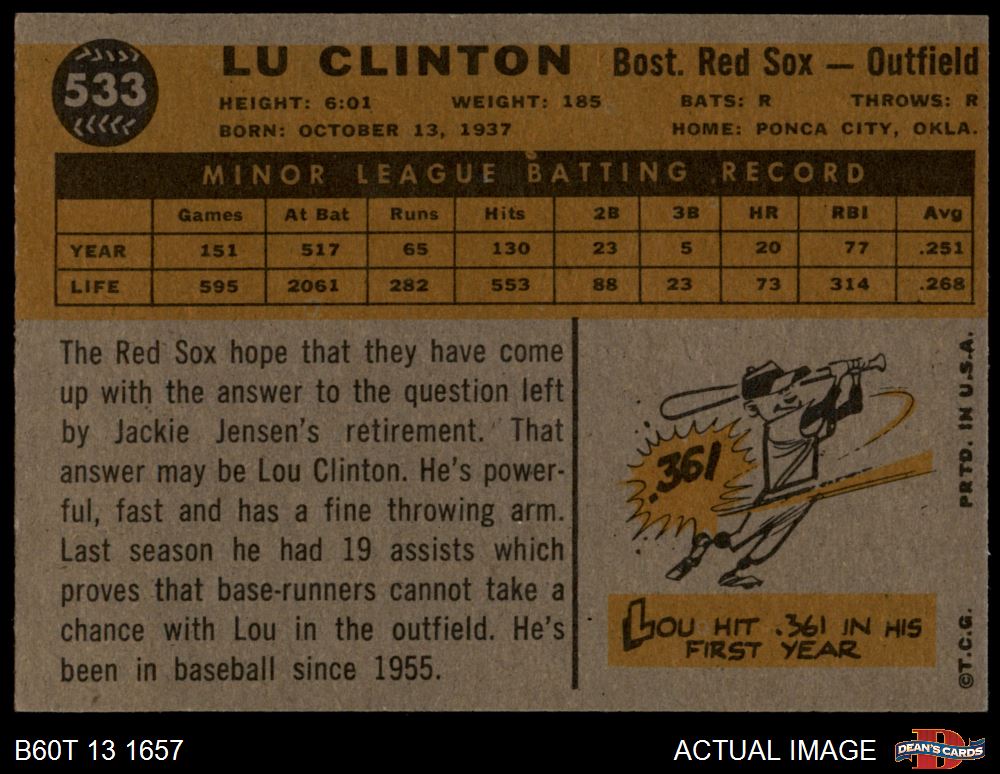 533
LU CLINTON Bost. Red Sox — Outfield
HEIGHT: 6:01 WEIGHT: 185 BATS: R THROWS: R
BORN: OCTOBER 13, 1937 HOME: PONCA CITY, OKLA.
MINOR LEAGUE BATTING RECORD
Games At Bat Runs Hits 2B 3B HR RBI Avg
YEAR 151 517 65 130 23 5 20 77 .251
LIFE 595 2061 282 553 88 23 73 314 .268
The Red Sox hope that they have come
up with the answer to the question left
by Jackie Jensen's retirement. That
answer may be Lou Clinton. He's power-
ful, fast and has a fine throwing arm.
Last season he had 19 assists which
proves that base-runners cannot take a
chance with Lou in the outfield. He's
been in baseball since 1955.
.361
LOU HIT .361 IN HIS
FIRST YEAR
PRTD. IN U.S.A.
©T.C.G.
B60T 13 1657
ACTUAL IMAGE
D
DEAN'S CARDS